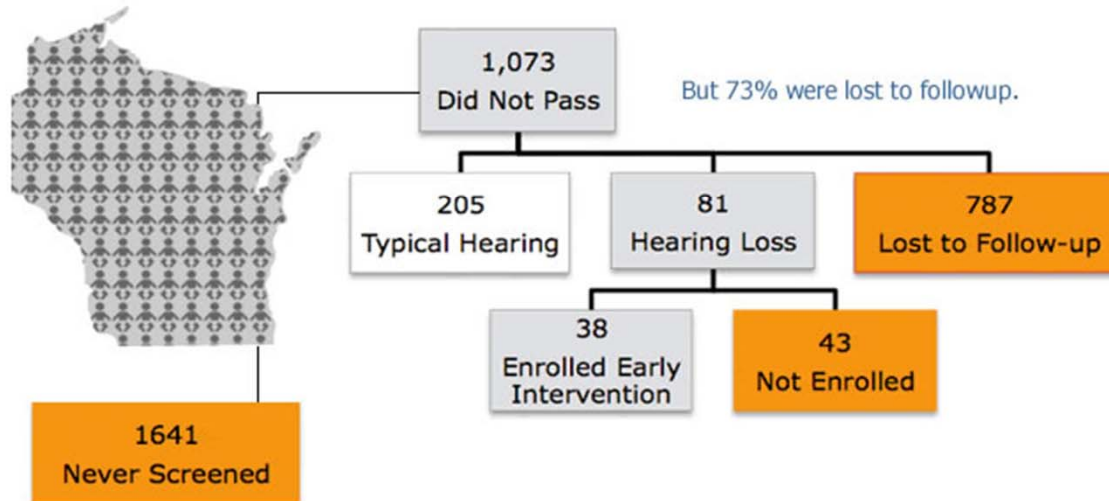 1,073
Did Not Pass
But 73% were lost to followup.
205
Typical Hearing
81
Hearing Loss
787
Lost to Follow-up
38
Enrolled Early
Intervention
43
Not Enrolled
1641
Never Screened